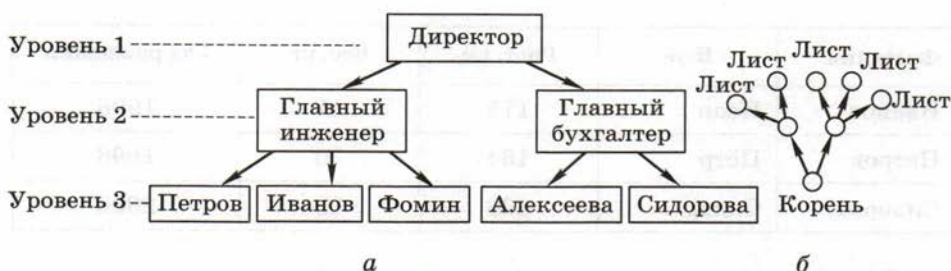 Уровень 1
Директор
Уровень 2
Главный
инженер
Главный
бухгалтер
Уровень 3
Петров
Иванов
Фомин
Алексеева
Сидорова
а
Лист
Лист
Лист
Лист
Корень
б